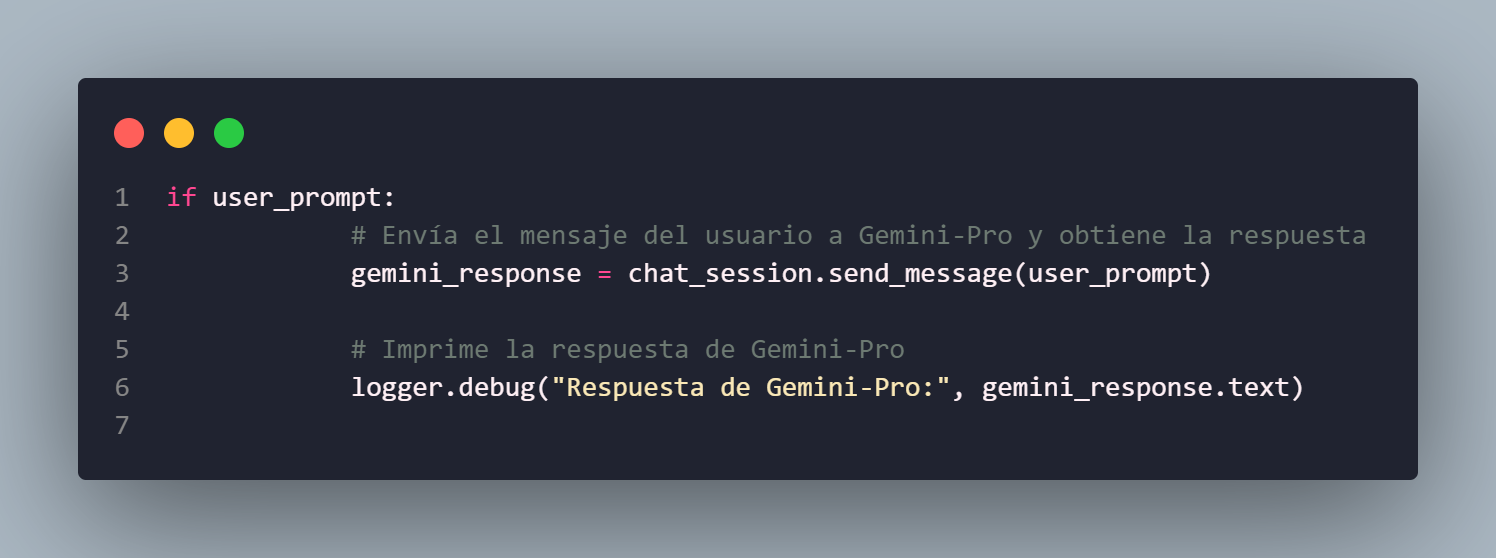 1 if user_prompt:
2 # Envía el mensaje del usuario a Gemini-Pro y obtiene la respuesta
3 gemini_response = chat_session.send_message(user_prompt)
4
5 # Imprime la respuesta de Gemini-Pro
6 logger.debug("Respuesta de Gemini-Pro:", gemini_response.text)
7